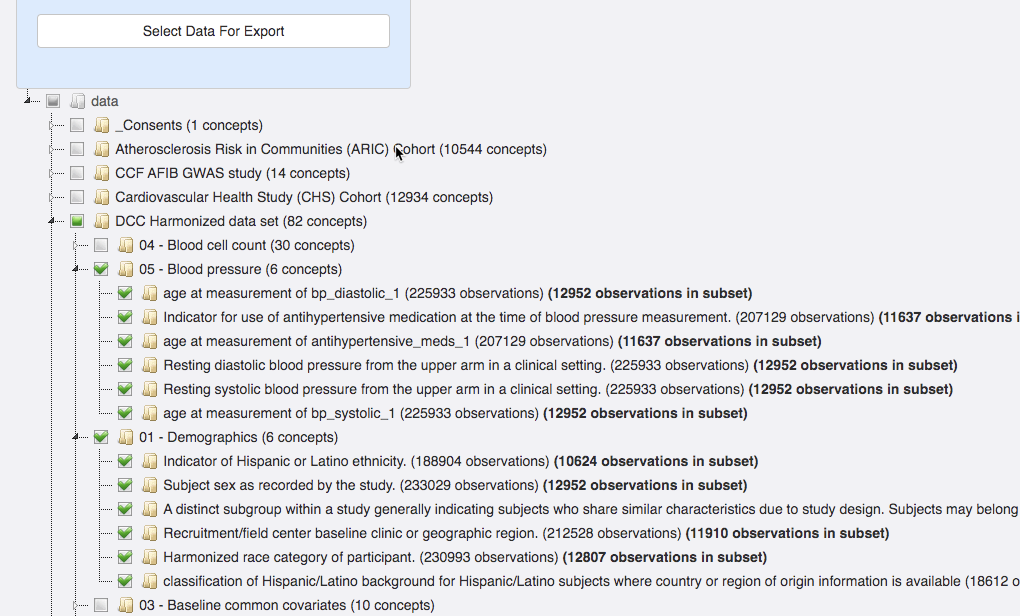 Select Data For Export
data
_Consents (1 concepts)
Atherosclerosis Risk in Communities (ARIC) Cohort (10544 concepts)
CCF AFIB GWAS study (14 concepts)
Cardiovascular Health Study (CHS) Cohort (12934 concepts)
DCC Harmonized data set (82 concepts)
04 - Blood cell count (30 concepts)
05 - Blood pressure (6 concepts)
age at measurement of bp_diastolic_1 (225933 observations) (12952 observations in subset)
Indicator for use of antihypertensive medication at the time of blood pressure measurement. (207129 observations) (11637 observations i
age at measurement of antihypertensive_meds_1 (207129 observations) (11637 observations in subset)
Resting diastolic blood pressure from the upper arm in a clinical setting. (225933 observations) (12952 observations in subset)
Resting systolic blood pressure from the upper arm in a clinical setting. (225933 observations) (12952 observations in subset)
age at measurement of bp_systolic_1 (225933 observations) (12952 observations in subset)
01 - Demographics (6 concepts)
Indicator of Hispanic or Latino ethnicity. (188904 observations) (10624 observations in subset)
Subject sex as recorded by the study. (233029 observations) (12952 observations in subset)
A distinct subgroup within a study generally indicating subjects who share similar characteristics due to study design. Subjects may belong
Recruitment/field center baseline clinic or geographic region. (212528 observations) (11910 observations in subset)
Harmonized race category of participant. (230993 observations) (12807 observations in subset)
classification of Hispanic/Latino background for Hispanic/Latino subjects where country or region of origin information is available (18612 o
03 - Baseline common covariates (10 concepts)